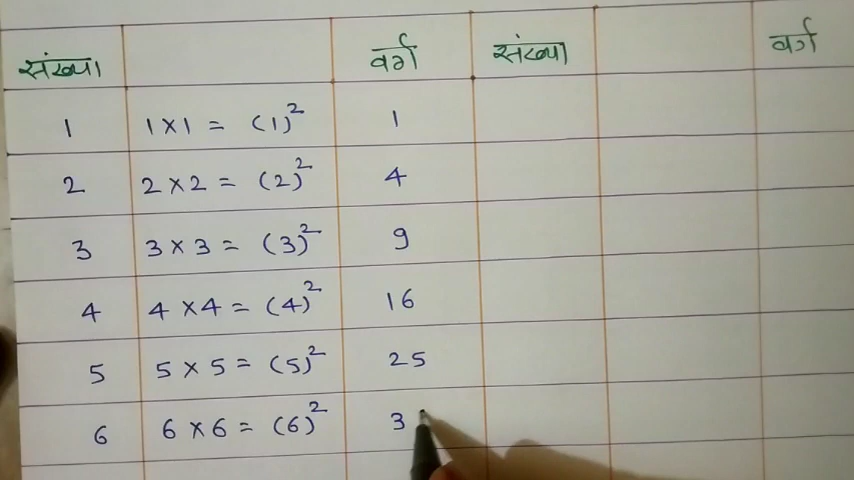 संख्या वर्ग संख्या वर्ग
1 1×1 = (1)² 1
2 2×2 = (2)² 4
3 3×3 = (3)² 9
4 4×4 = (4)² 16
5 5×5 = (5)² 25
6 6×6 = (6)² 3